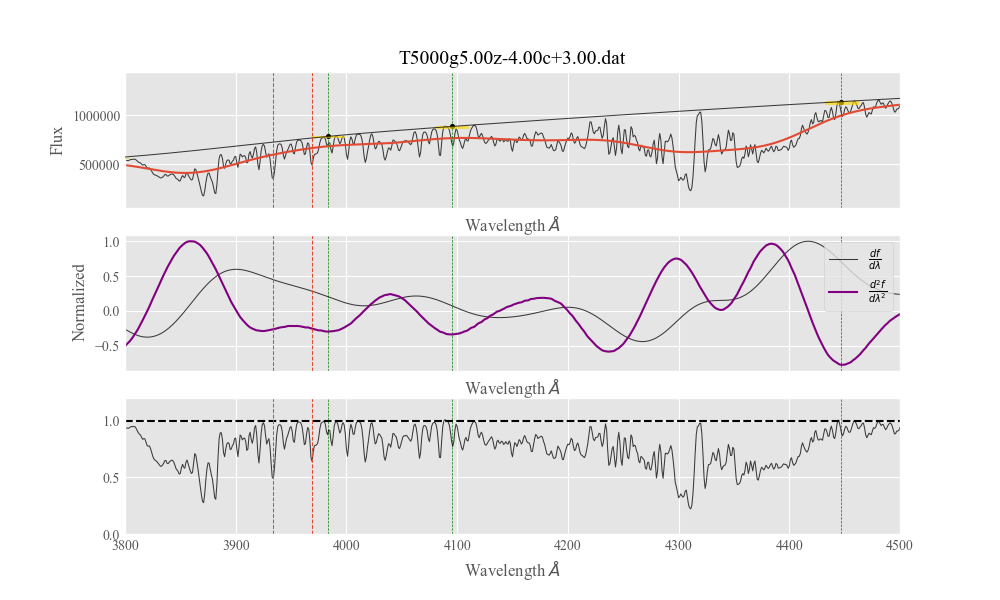 T5000g5.00z-4.00c+3.00.dat
Flux
1000000
500000
Wavelength Å
Normalized
1.0
0.5
0.0
−0.5
df/dλ
d²f/dλ²
Wavelength Å
1.0
0.5
0.0
3800 3900 4000 4100 4200 4300 4400 4500
Wavelength Å